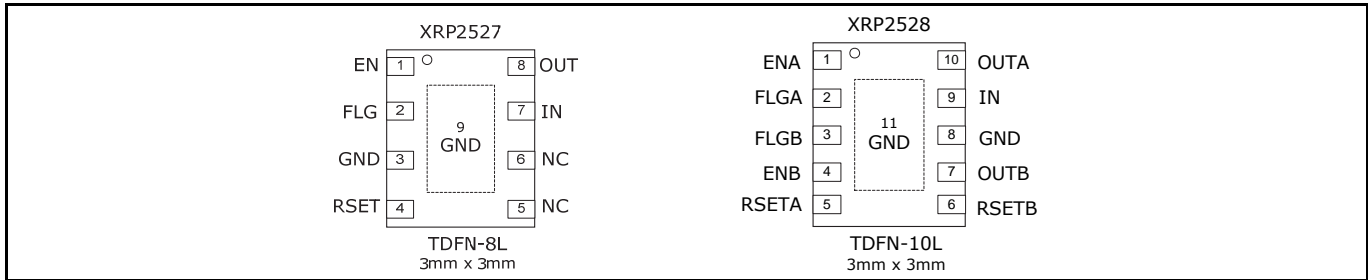 XRP2527
EN 1 8 OUT
FLG 2 7 IN
9
GND
GND 3 6 NC
RSET 4 5 NC
TDFN-8L
3mm x 3mm
XRP2528
ENA 1 10 OUTA
FLGA 2 9 IN
11
GND
FLGB 3 8 GND
ENB 4 7 OUTB
RSETA 5 6 RSETB
TDFN-10L
3mm x 3mm